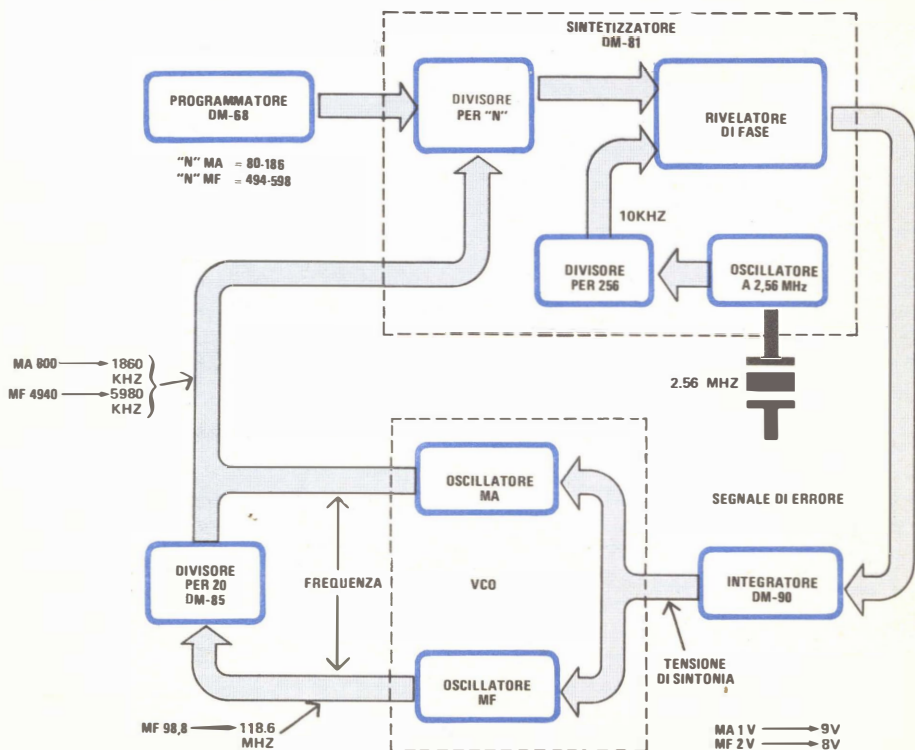 SINTETIZZATORE
DM-81
PROGRAMMATORE
DM-68
DIVISORE
PER "N"
RIVELATORE
DI FASE
"N" MA = 80-186
"N" MF = 494-598
10KHZ
DIVISORE
PER 256
OSCILLATORE
A 2,56 MHz
MA 800 → 1860
KHZ
MF 4940 → 5980
KHZ
2.56 MHZ
OSCILLATORE
MA
SEGNALE DI ERRORE
DIVISORE
PER 20
DM-85
FREQUENZA
VCO
INTEGRATORE
DM-90
OSCILLATORE
MF
TENSIONE
DI SINTONIA
MF 98,8 → 118.6
MHZ
MA 1 V → 9V
MF 2 V → 8V